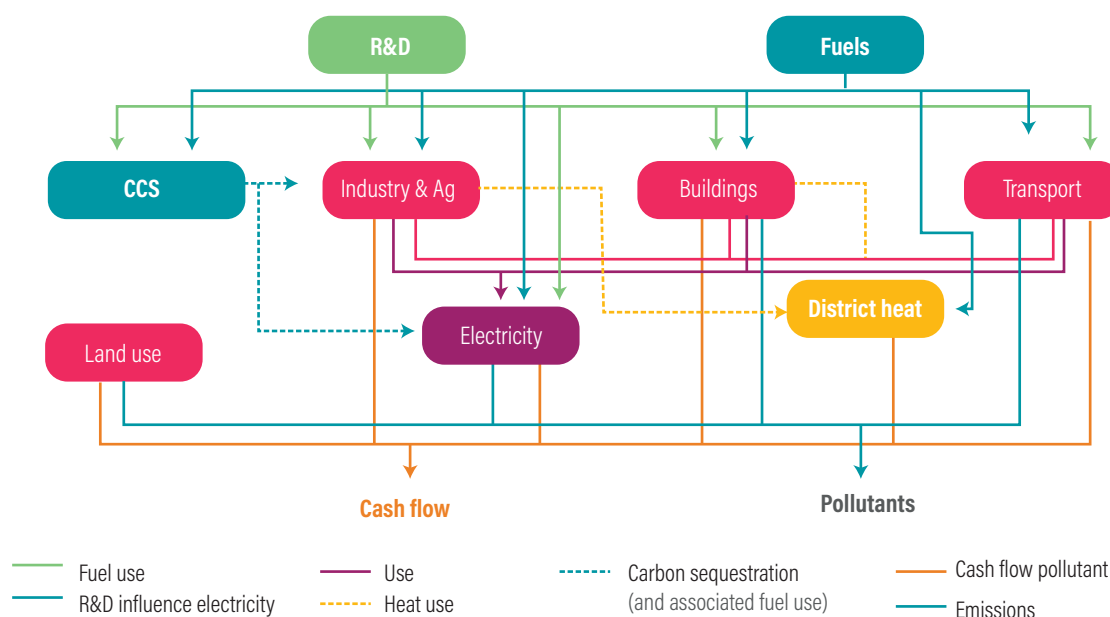 R&D
Fuels
CCS
Industry & Ag
Buildings
Transport
Electricity
District heat
Land use
Cash flow
Pollutants
Fuel use
R&D influence electricity
Use
Heat use
Carbon sequestration
(and associated fuel use)
Cash flow pollutant
Emissions